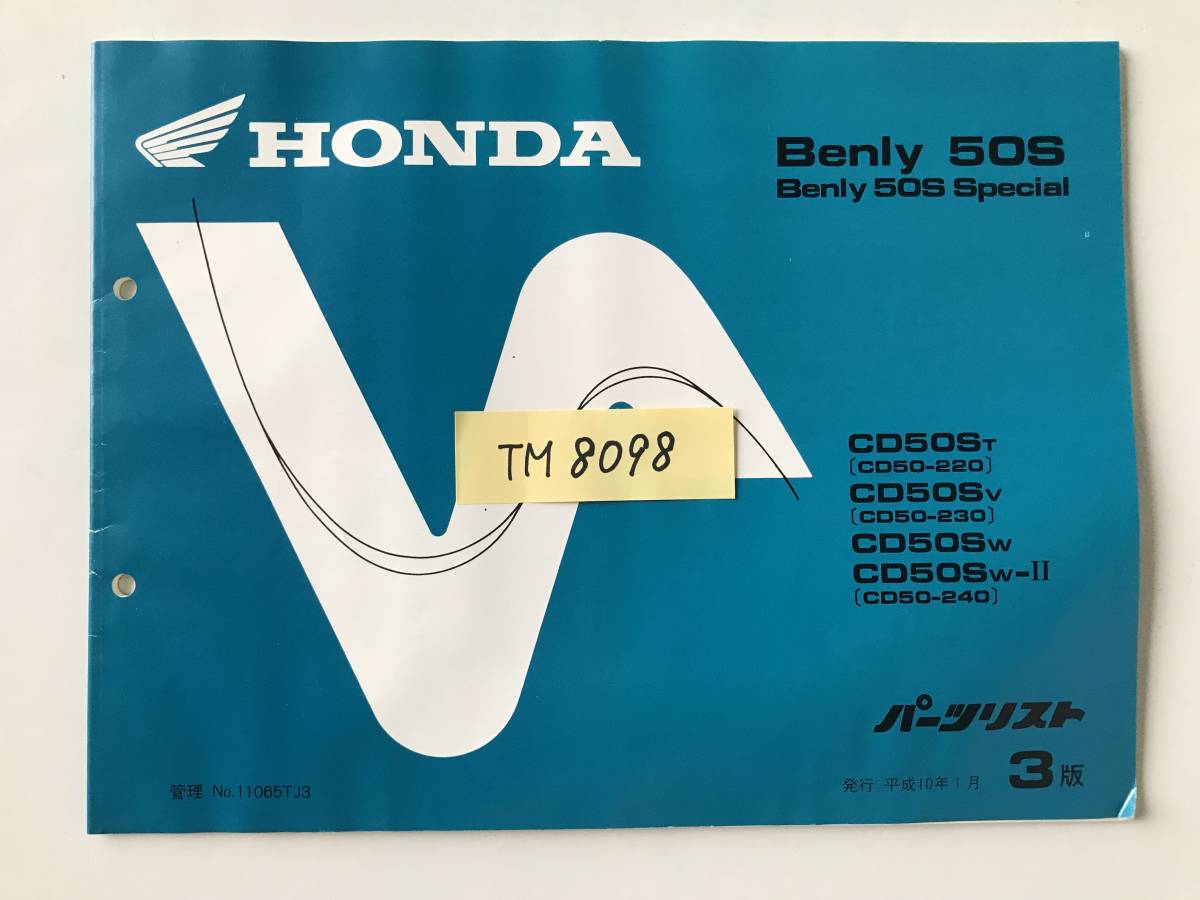 HONDA
Benly 50S
Benly 50S Special
TM 8098
CD50ST
〔CD50-220〕
CD50SV
〔CD50-230〕
CD50SW
CD50SW-II
〔CD50-240〕
パーツリスト
管理 No.11065TJ3
発行 平成10年1月 3版